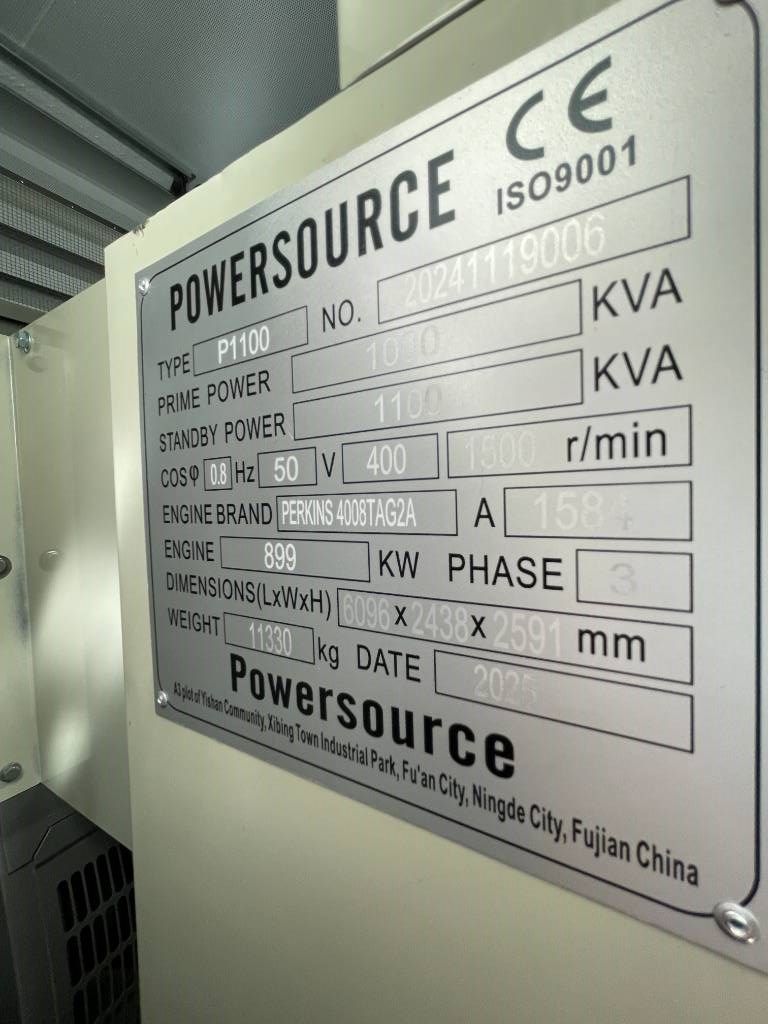 CE
POWERSOURCE ISO9001
TYPE P1100 NO. 20241119006
PRIME POWER 1000 KVA
STANDBY POWER 1100 KVA
COSφ 0.8 Hz 50 V 400 1500 r/min
ENGINE BRAND PERKINS 4008TAG2A A 1584
ENGINE 899 KW PHASE 3
DIMENSIONS(LxWxH) 6096 x 2438 x 2591 mm
WEIGHT 11330 kg DATE 2025
Powersource
A3 plot of Yishan Community, Xibing Town Industrial Park, Fu'an City, Ningde City, Fujian China